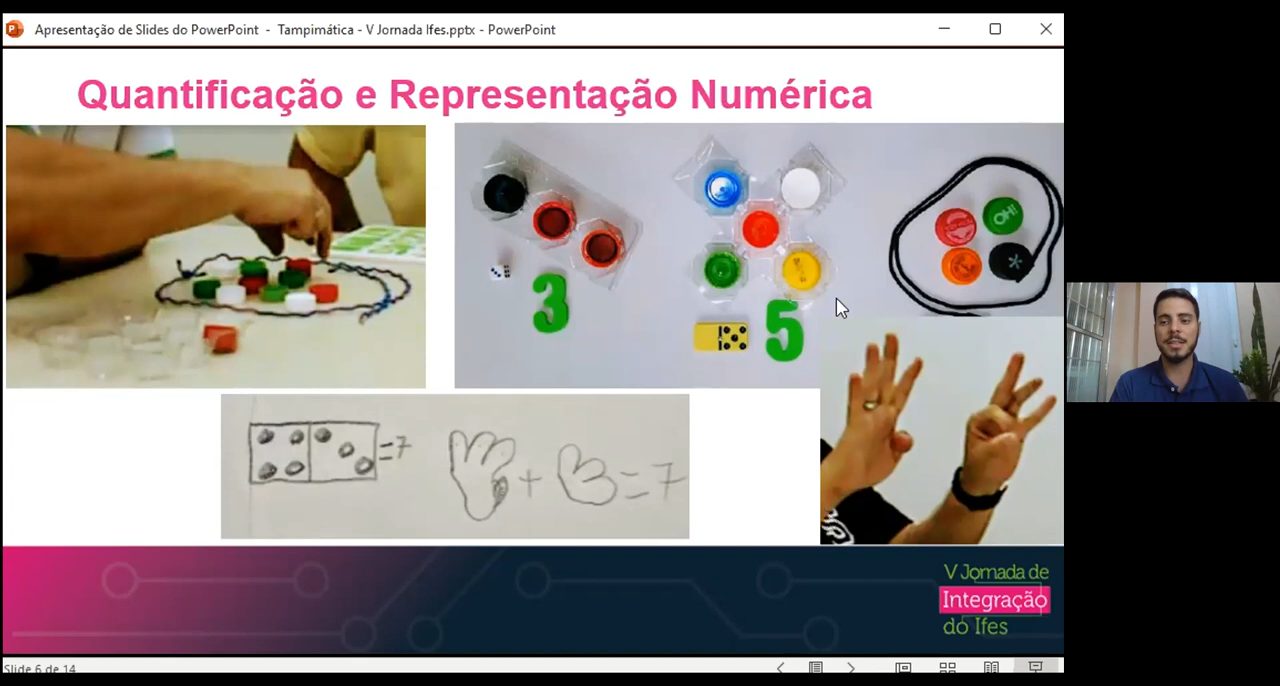 Apresentação de Slides do PowerPoint - Tampimática - V Jornada Ifes.pptx - PowerPoint
Quantificação e Representação Numérica
OH!
3
5
=7
+ =7
V Jornada de
Integração
do Ifes
Slide 6 de 14